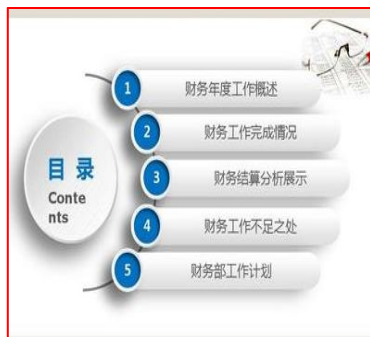 目录
Conte
nts
1 财务年度工作概述
2 财务工作完成情况
3 财务结算分析展示
4 财务工作不足之处
5 财务部工作计划